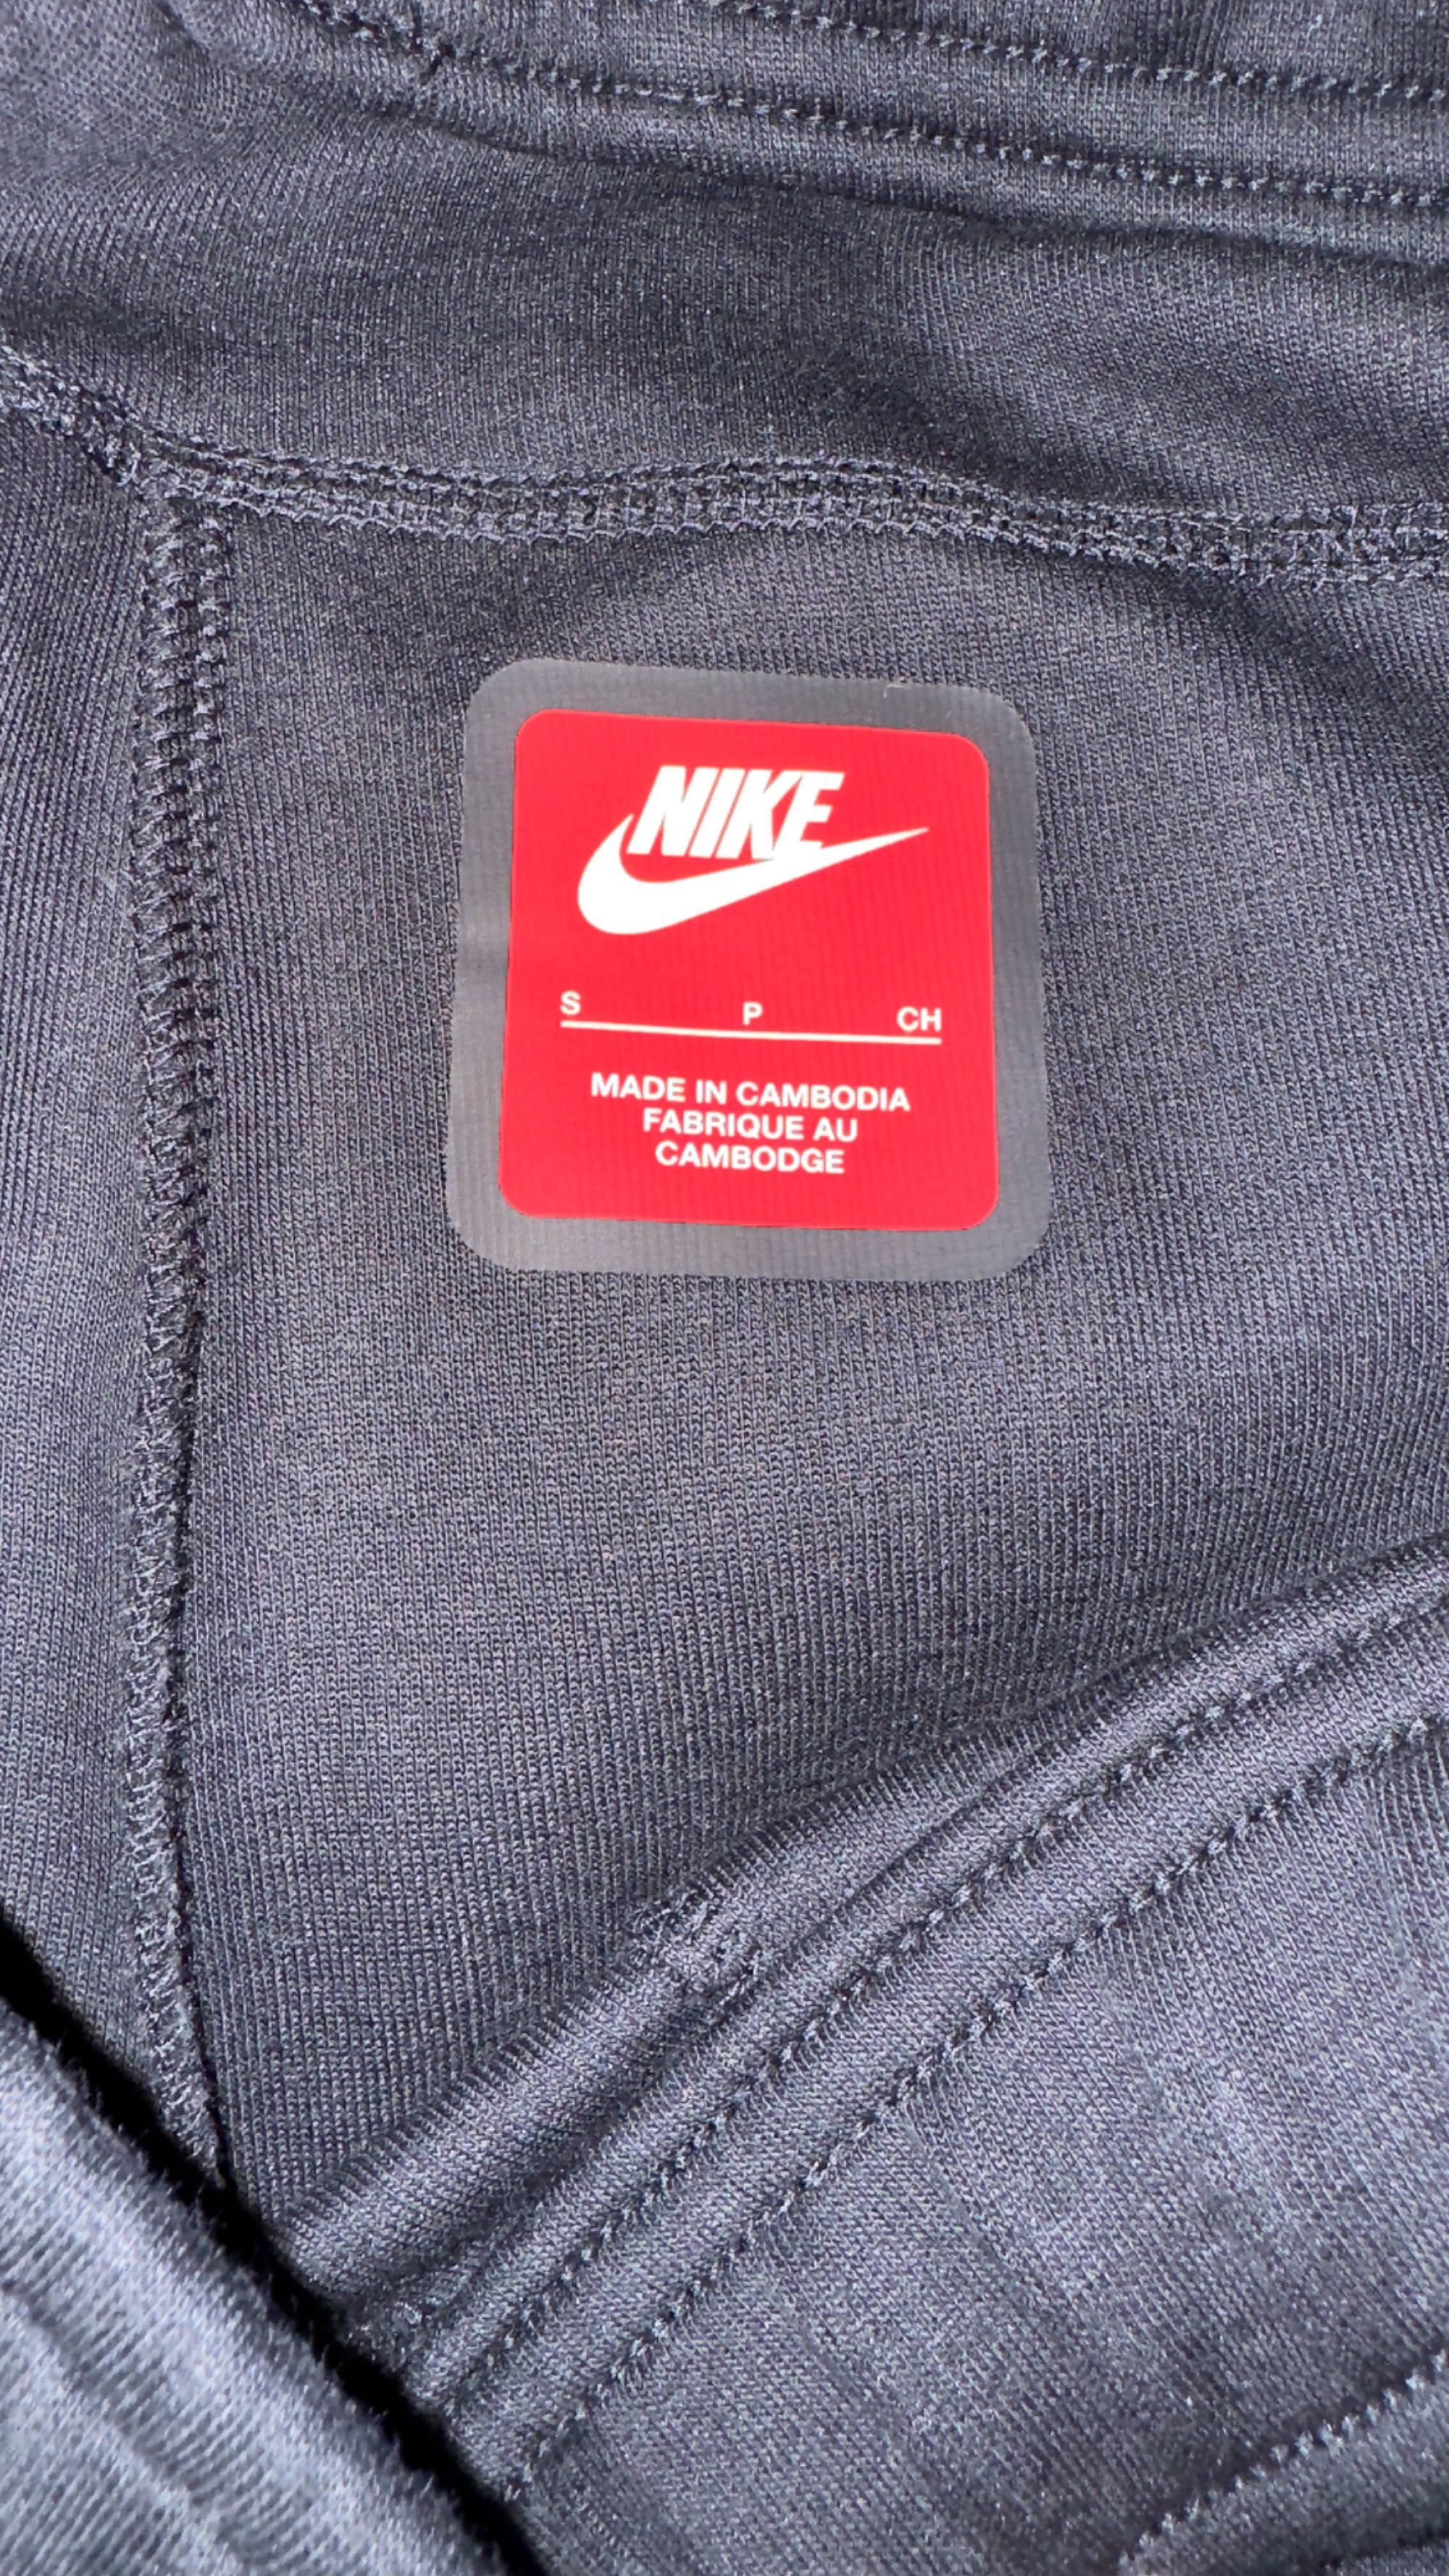 NIKE
S P CH
MADE IN CAMBODIA
FABRIQUE AU
CAMBODGE